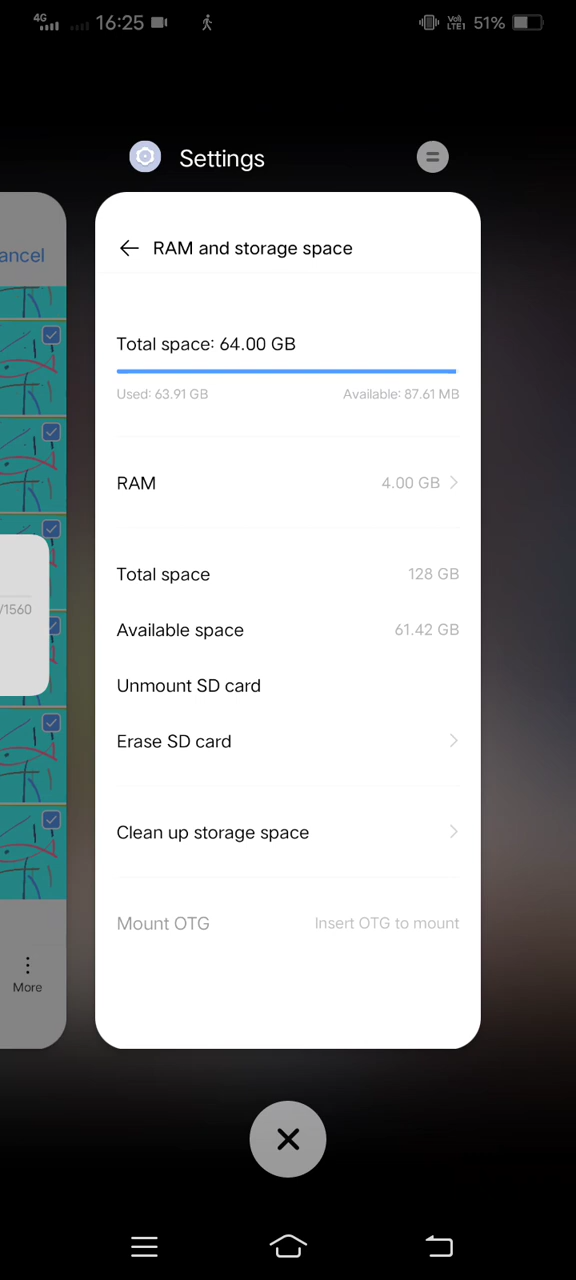 4G 16:25 VoLTE1 51%
Settings
ancel
RAM and storage space
Total space: 64.00 GB
Used: 63.91 GB Available: 87.61 MB
RAM 4.00 GB
Total space 128 GB
/1560
Available space 61.42 GB
Unmount SD card
Erase SD card
Clean up storage space
Mount OTG Insert OTG to mount
More